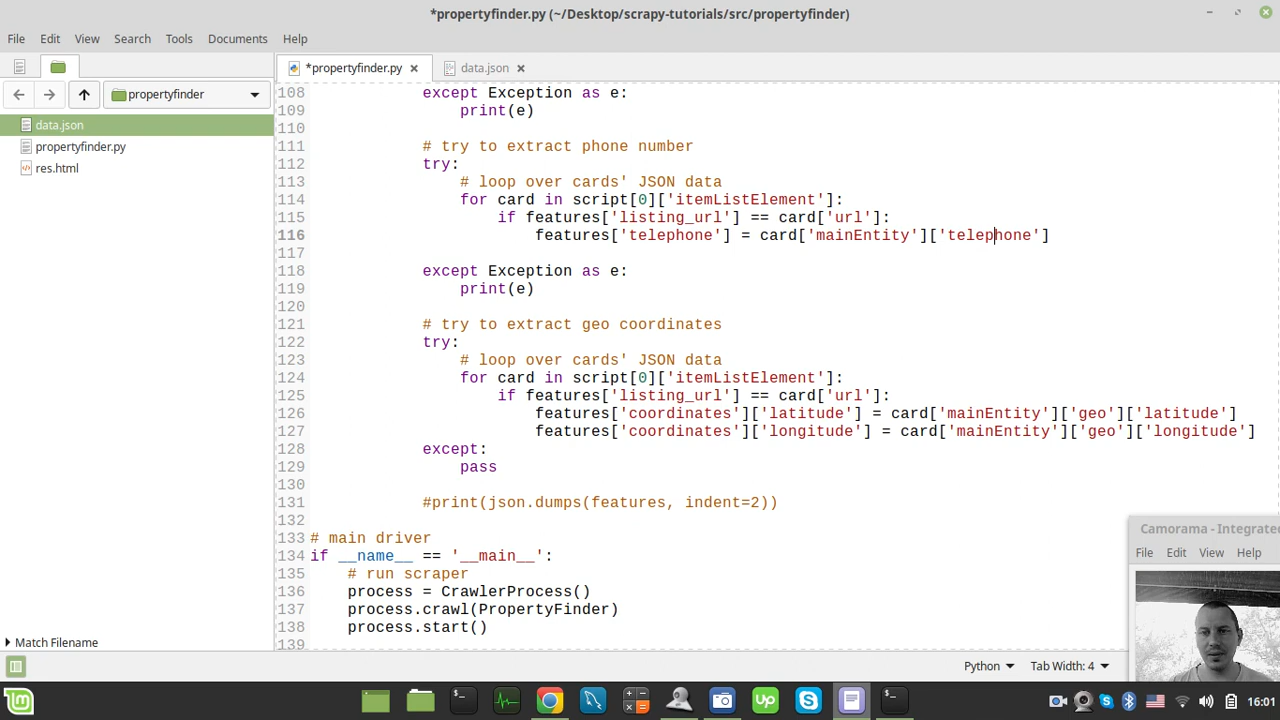 *propertyfinder.py (~/Desktop/scrapy-tutorials/src/propertyfinder)
File Edit View Search Tools Documents Help
*propertyfinder.py
data.json
propertyfinder
data.json
propertyfinder.py
res.html
108 except Exception as e:
109 print(e)
110
111 # try to extract phone number
112 try:
113 # loop over cards' JSON data
114 for card in script[0]['itemListElement']:
115 if features['listing_url'] == card['url']:
116 features['telephone'] = card['mainEntity']['telephone']
117
118 except Exception as e:
119 print(e)
120
121 # try to extract geo coordinates
122 try:
123 # loop over cards' JSON data
124 for card in script[0]['itemListElement']:
125 if features['listing_url'] == card['url']:
126 features['coordinates']['latitude'] = card['mainEntity']['geo']['latitude']
127 features['coordinates']['longitude'] = card['mainEntity']['geo']['longitude']
128 except:
129 pass
130
131 #print(json.dumps(features, indent=2))
132
133 # main driver
134 if __name__ == '__main__':
135 # run scraper
136 process = CrawlerProcess()
137 process.crawl(PropertyFinder)
138 process.start()
139
Match Filename
Camorama - Integrated
File Edit View Help
Python Tab Width: 4
16:01